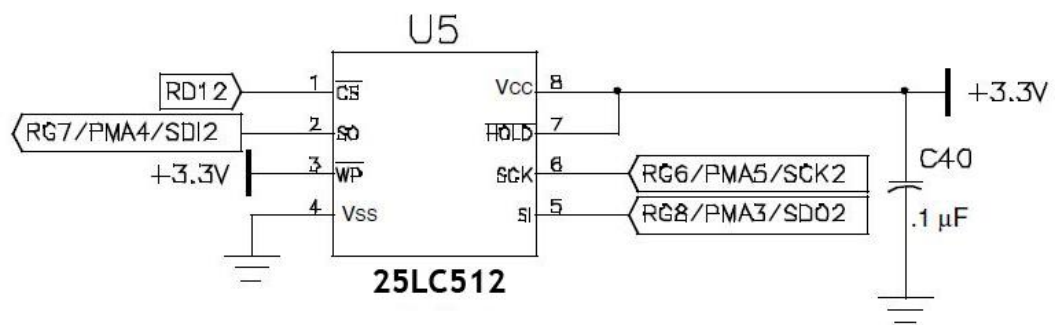 U5
RD12 1 CS VCC 8 +3.3V
RG7/PMA4/SDI2 2 SO HOLD 7
+3.3V 3 WP SCK 6 RG6/PMA5/SCK2 C40
4 VSS SI 5 RG8/PMA3/SDO2 .1 μF
25LC512